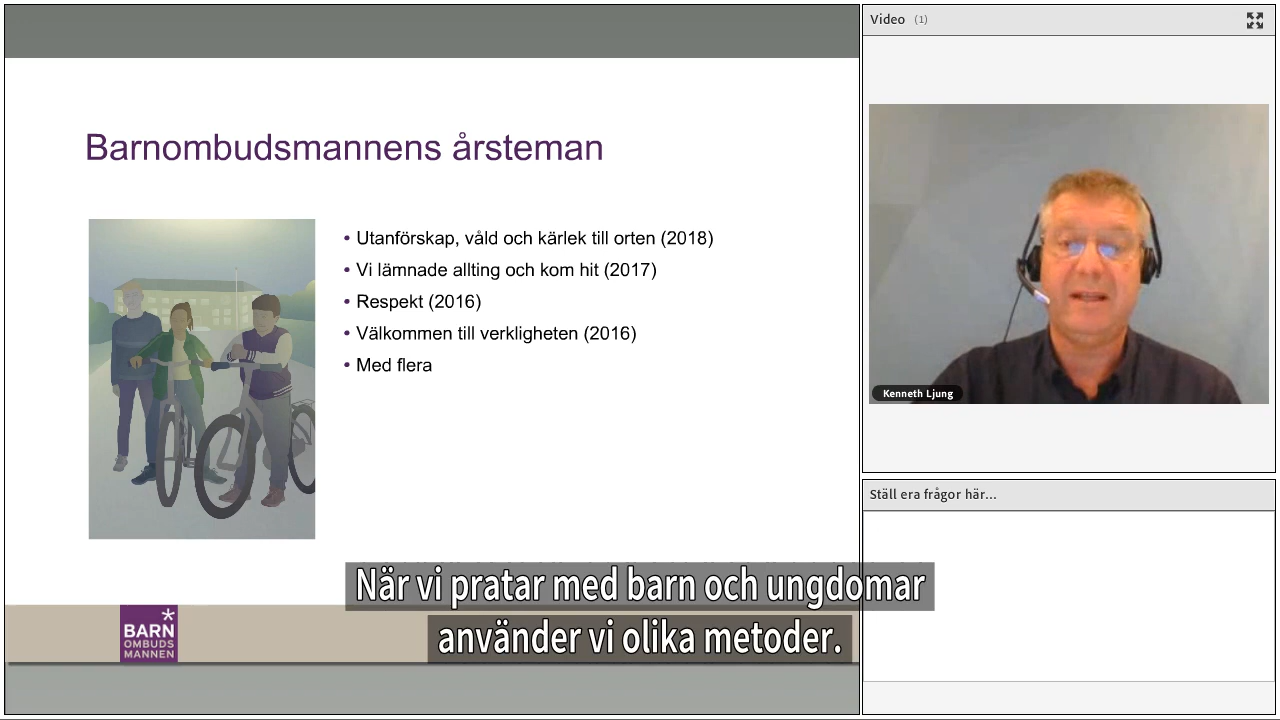 Barnombudsmannens årsteman
• Utanförskap, våld och kärlek till orten (2018)
• Vi lämnade allting och kom hit (2017)
• Respekt (2016)
• Välkommen till verkligheten (2016)
• Med flera
BARN
OMBUDS
MANNEN
När vi pratar med barn och ungdomar
använder vi olika metoder.
Video (1)
Kenneth Ljung
Ställ era frågor här...